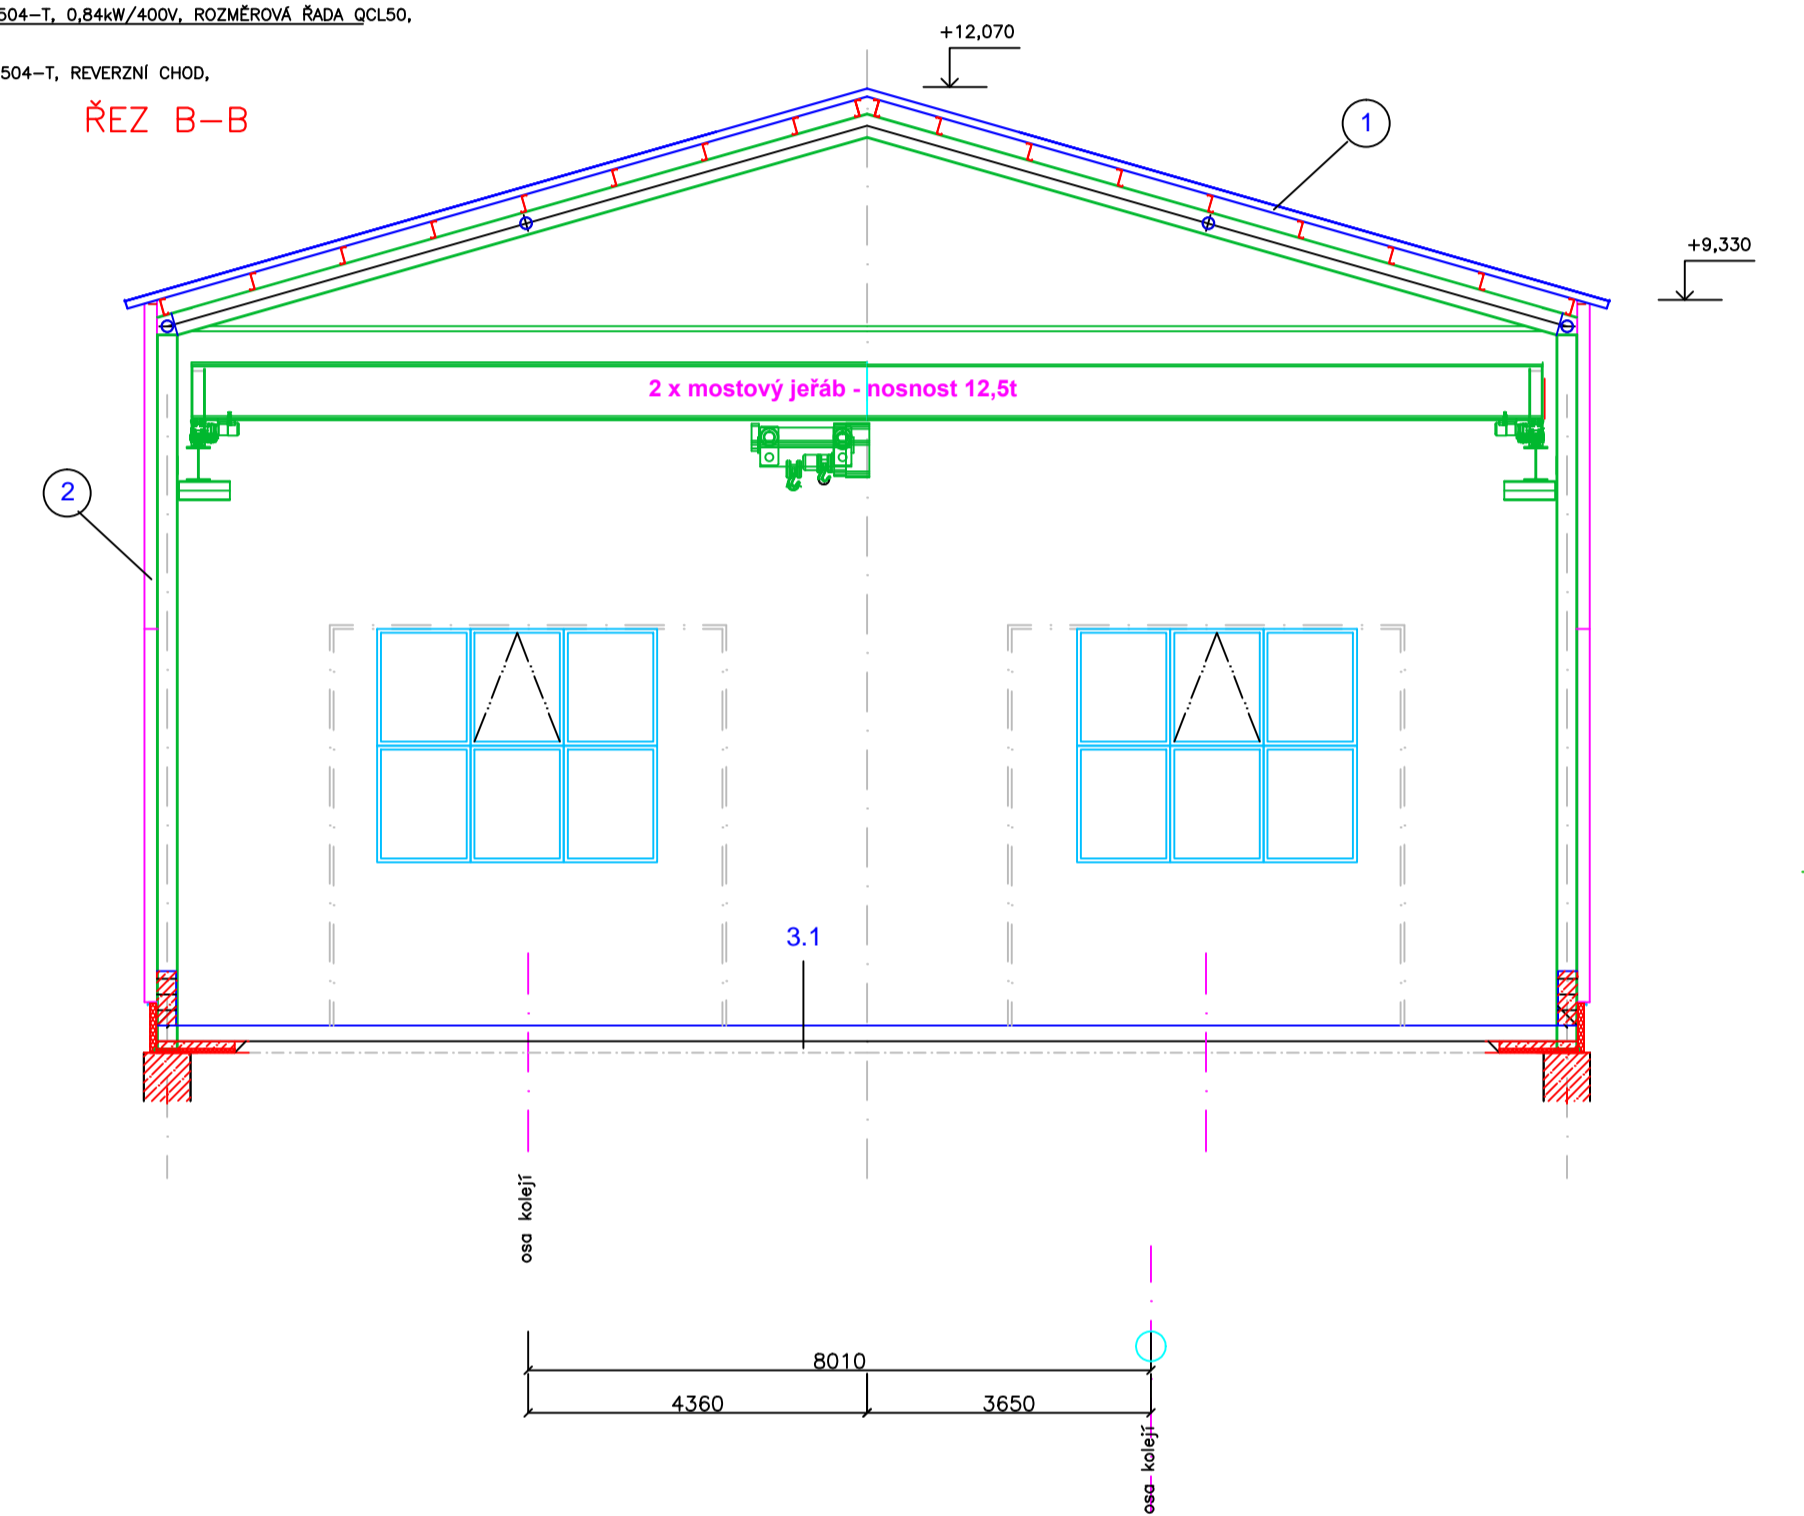 504-T, 0,84kW/400V, ROZMĚROVÁ ŘADA QCL50,
504-T, REVERZNÍ CHOD,
ŘEZ B-B
+12,070
1
+9,330
2 x mostový jeřáb - nosnost 12,5t
2
3.1
osa kolejí
8010
4360
3650
osa kolejí